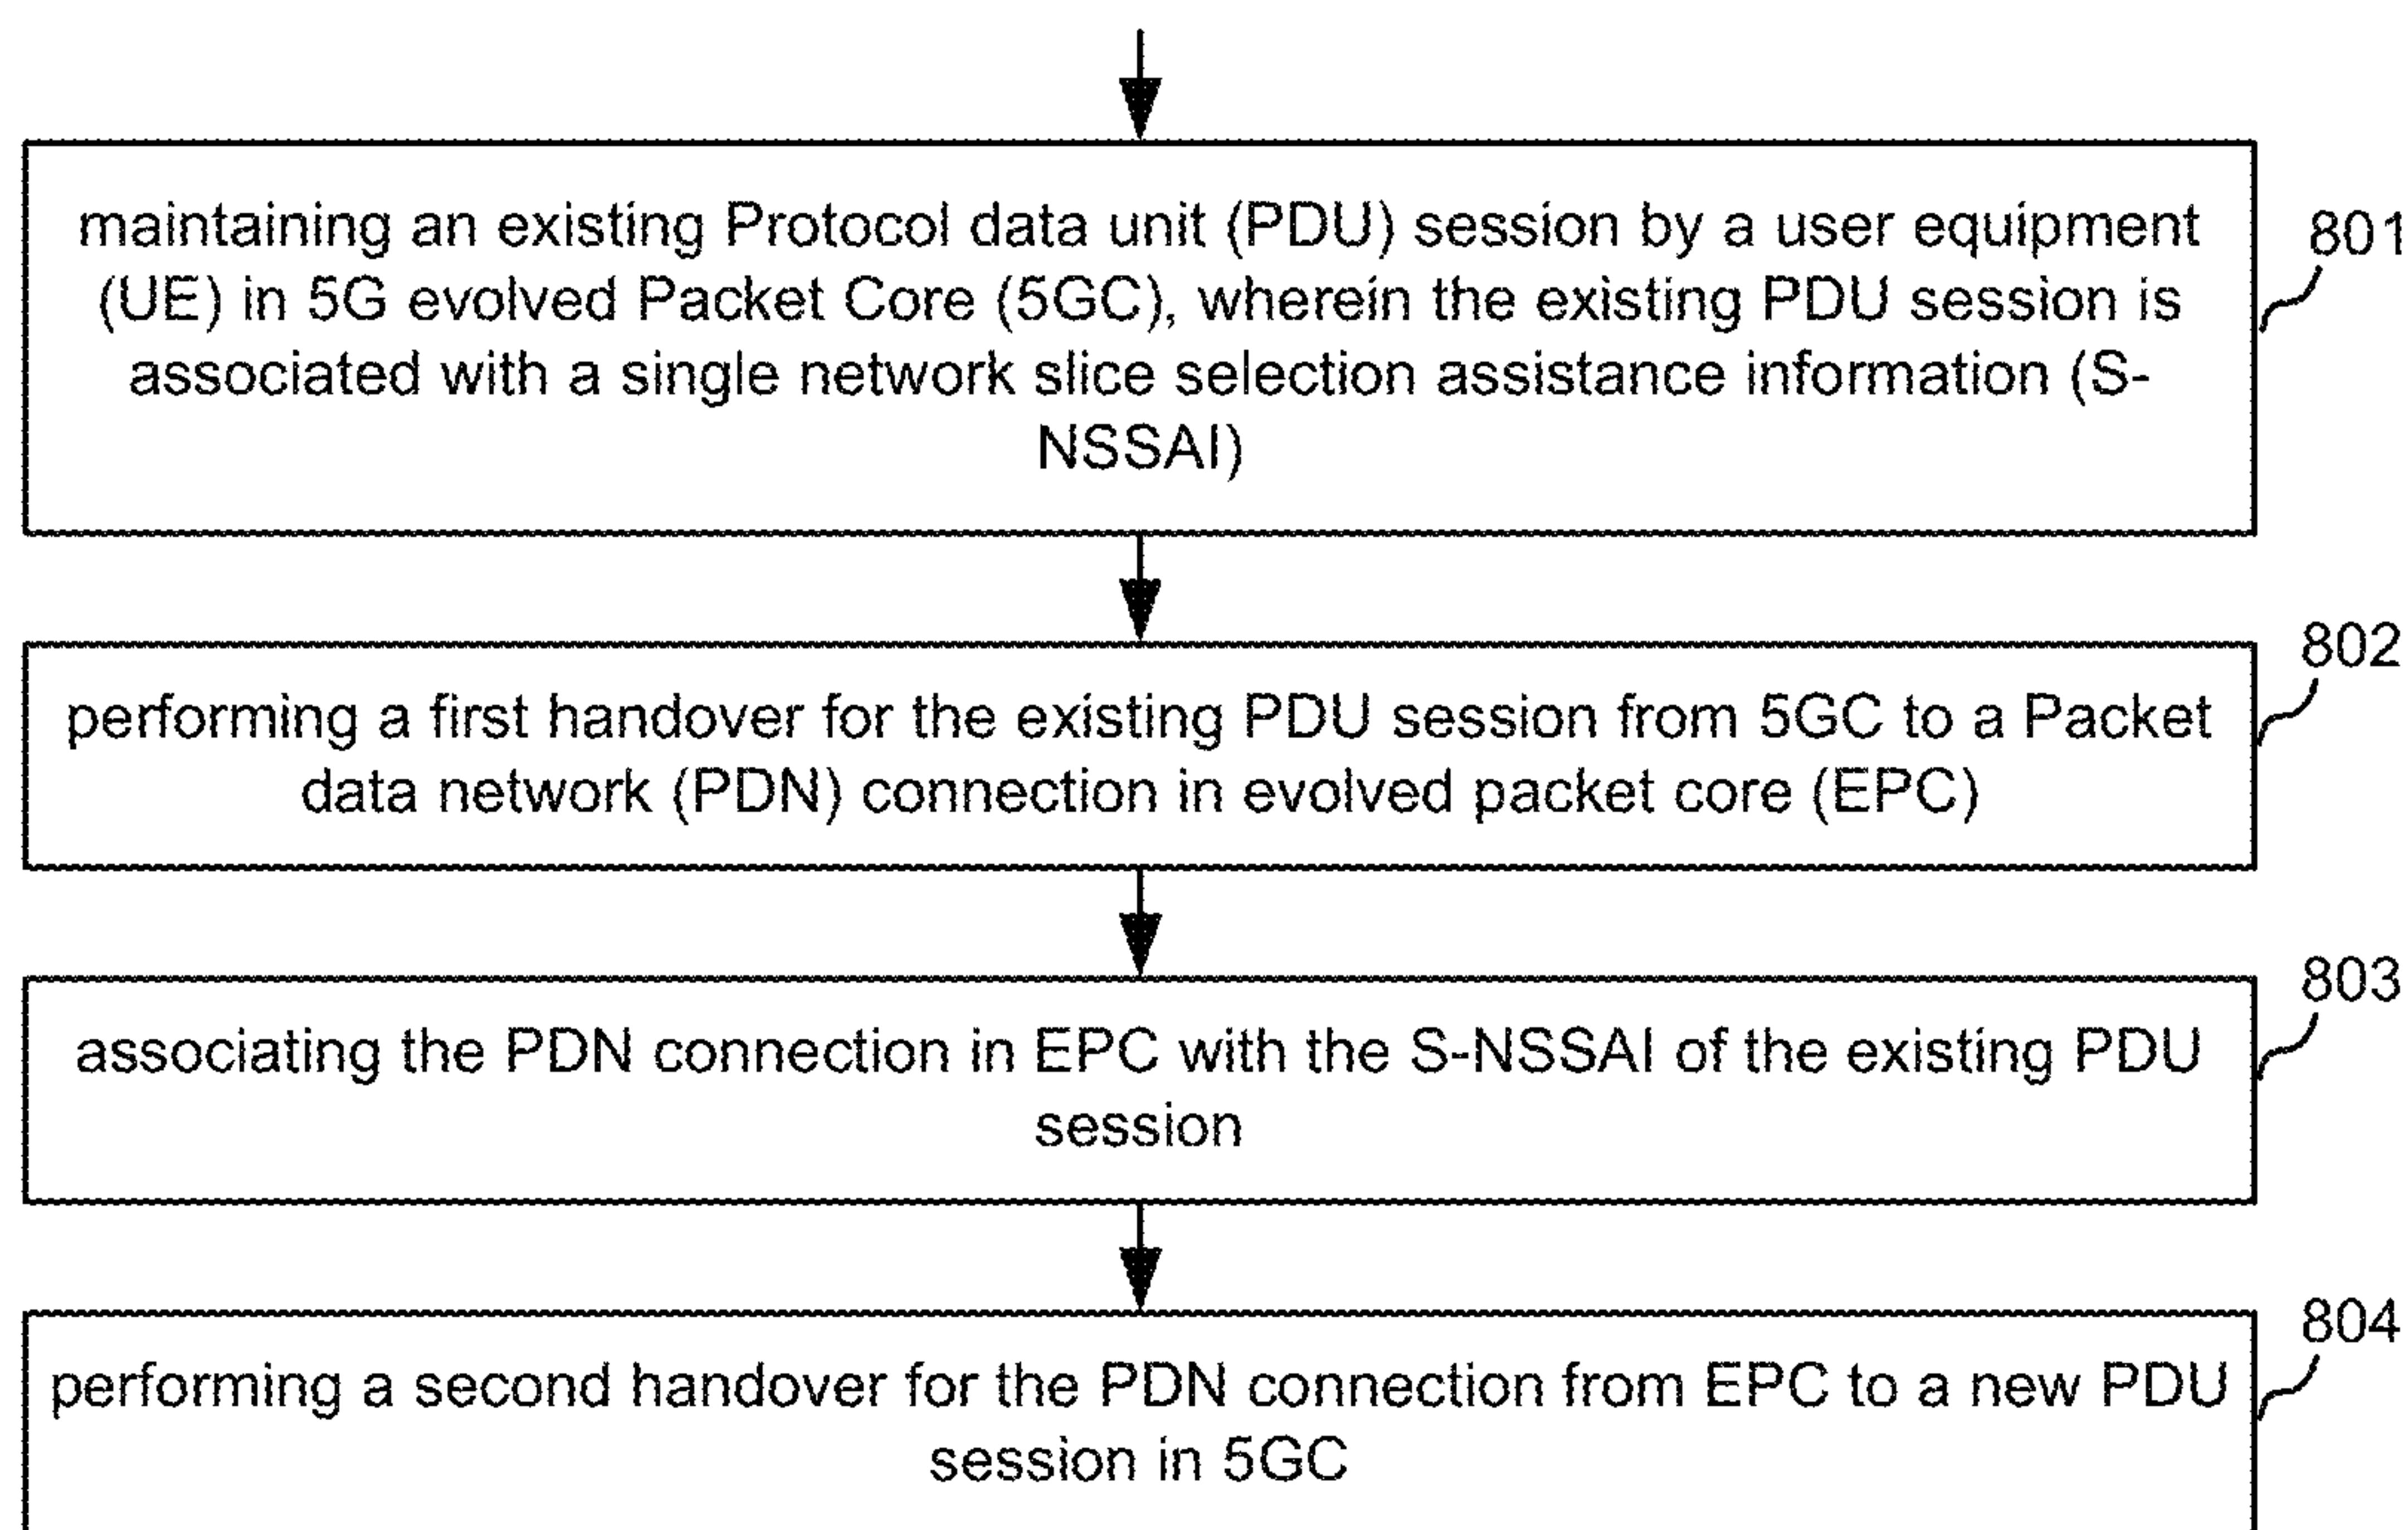 maintaining an existing Protocol data unit (PDU) session by a user equipment
(UE) in 5G evolved Packet Core (5GC), wherein the existing PDU session is
associated with a single network slice selection assistance information (S-
NSSAI)
801
performing a first handover for the existing PDU session from 5GC to a Packet
data network (PDN) connection in evolved packet core (EPC)
802
associating the PDN connection in EPC with the S-NSSAI of the existing PDU
session
803
performing a second handover for the PDN connection from EPC to a new PDU
session in 5GC
804